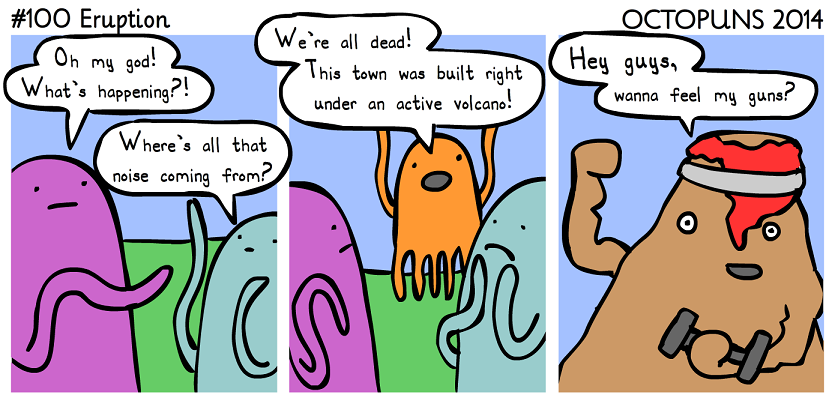 #100 Eruption
OCTOPUNS 2014
Oh my god!
What's happening?!
Where's all that
noise coming from?
We're all dead!
This town was built right
under an active volcano!
Hey guys,
wanna feel my guns?